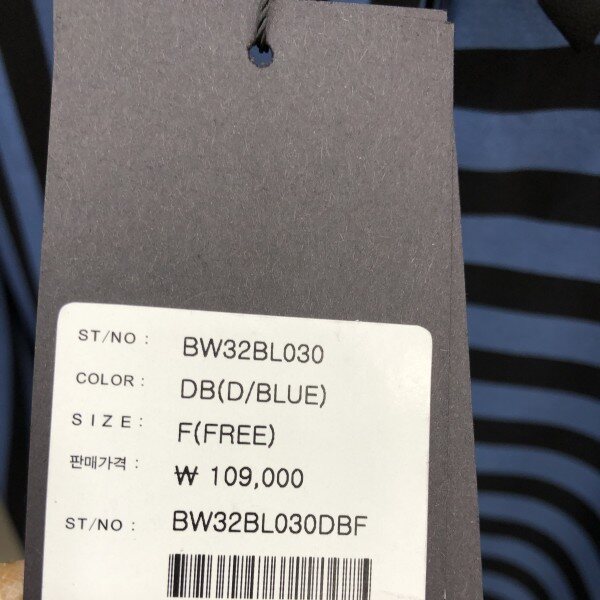 ST/NO : BW32BL030
COLOR : DB(D/BLUE)
SIZE : F(FREE)
판매가격 : ₩ 109,000
ST/NO : BW32BL030DBF